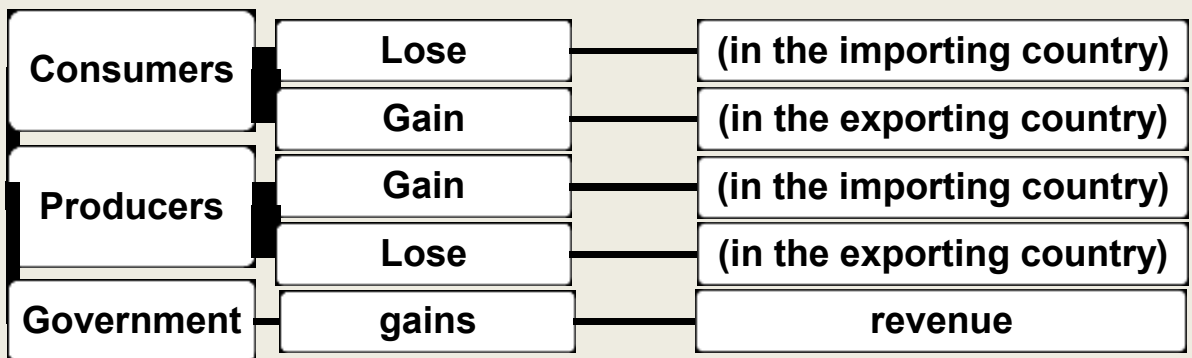 Consumers
Lose
(in the importing country)
Gain
(in the exporting country)
Producers
Gain
(in the importing country)
Lose
(in the exporting country)
Government
gains
revenue